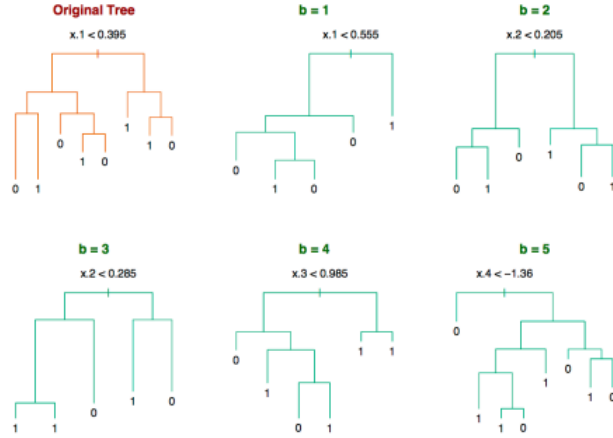 Original Tree
x.1 < 0.395
1
0 1 0
1 0
0 1
b = 1
x.1 < 0.555
1
0
0
1 0
b = 2
x.2 < 0.205
0 1
0 1 0 1
b = 3
x.2 < 0.285
1 0
0
1 1
b = 4
x.3 < 0.985
1 1
0
1
0 1
b = 5
x.4 < −1.36
0
0
1
1 0
1 1 0